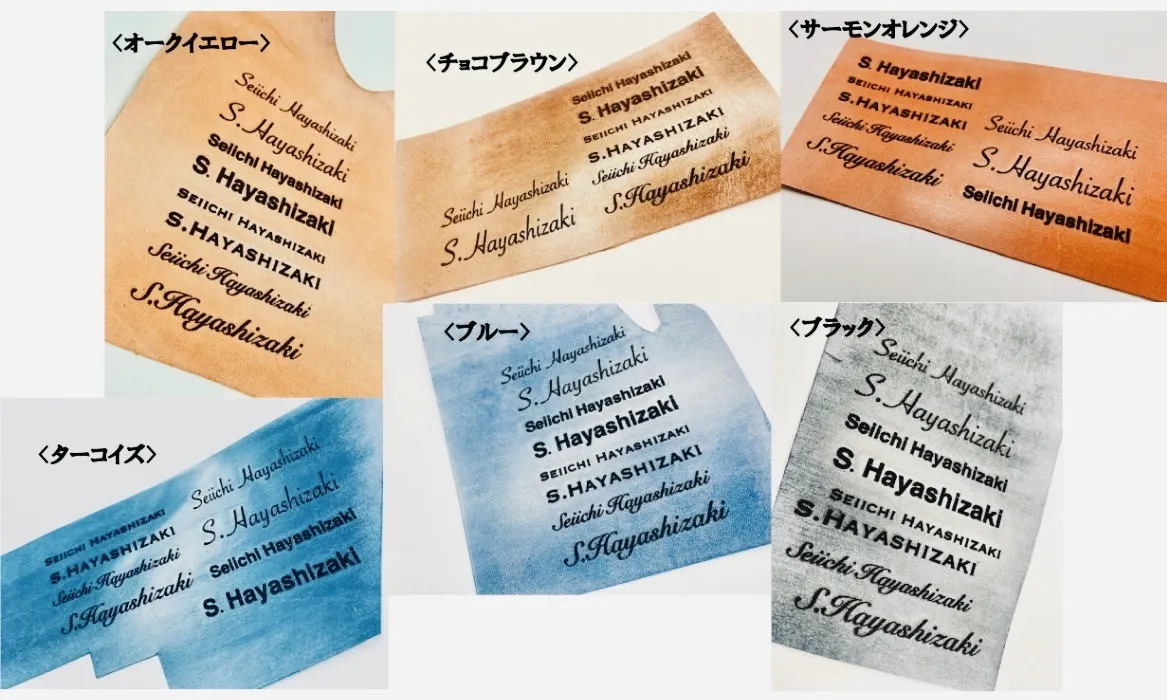 〈オークイエロー〉
Seiichi Hayashizaki
S. Hayashizaki
Seiichi Hayashizaki
S. Hayashizaki
SEIICHI HAYASHIZAKI
S.HAYASHIZAKI
Seiichi Hayashizaki
S.Hayashizaki
〈チョコブラウン〉
Seiichi Hayashizaki
S. Hayashizaki
SEIICHI HAYASHIZAKI
S.HAYASHIZAKI
Seiichi Hayashizaki
S.Hayashizaki
Seiichi Hayashizaki
S. Hayashizaki
〈サーモンオレンジ〉
S. Hayashizaki
SEIICHI HAYASHIZAKI
S.HAYASHIZAKI
Seiichi Hayashizaki
S.Hayashizaki
Seiichi Hayashizaki
S. Hayashizaki
Seiichi Hayashizaki
〈ターコイズ〉
SEIICHI HAYASHIZAKI
S.HAYASHIZAKI
Seiichi Hayashizaki
S.Hayashizaki
Seiichi Hayashizaki
S. Hayashizaki
Seiichi Hayashizaki
S. Hayashizaki
〈ブルー〉
Seiichi Hayashizaki
S. Hayashizaki
Seiichi Hayashizaki
S. Hayashizaki
SEIICHI HAYASHIZAKI
S.HAYASHIZAKI
Seiichi Hayashizaki
S.Hayashizaki
〈ブラック〉
Seiichi Hayashizaki
S. Hayashizaki
Seiichi Hayashizaki
S. Hayashizaki
SEIICHI HAYASHIZAKI
S.HAYASHIZAKI
Seiichi Hayashizaki
S.Hayashizaki